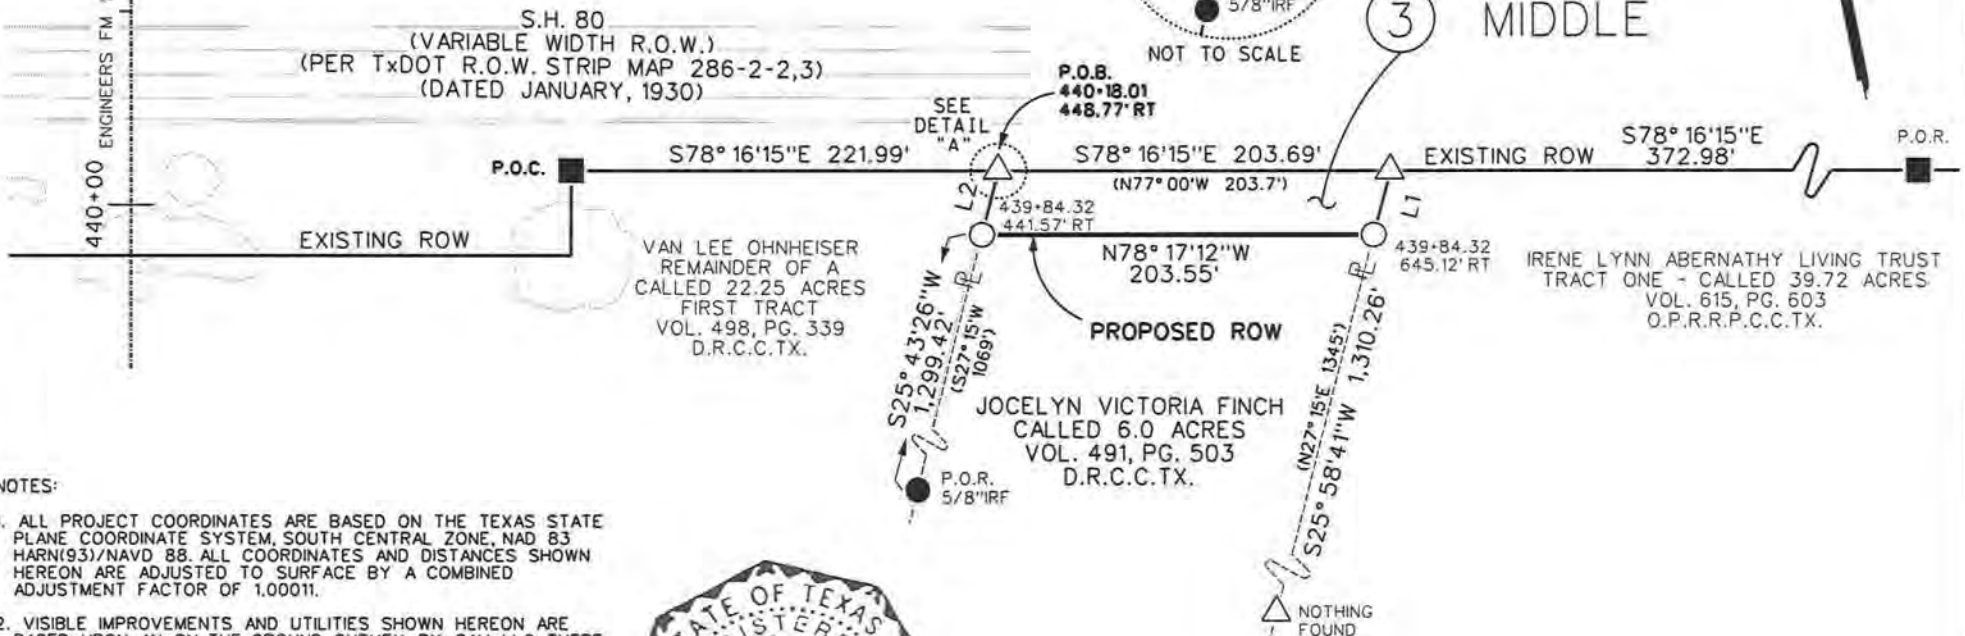 5/8"IRF
NOT TO SCALE
3
MIDDLE
S.H. 80
(VARIABLE WIDTH R.O.W.)
(PER TxDOT R.O.W. STRIP MAP 286-2-2,3)
(DATED JANUARY, 1930)
ENGINEERS FM
440+00
P.O.B.
440+18.01
448.77' RT
SEE
DETAIL
"A"
P.O.C.
S78° 16'15"E 221.99'
S78° 16'15"E 203.69'
(N77° 00'W 203.7')
EXISTING ROW
S78° 16'15"E
372.98'
P.O.R.
L2
439+84.32
441.57' RT
L1
439+84.32
645.12' RT
N78° 17'12"W
203.55'
EXISTING ROW
VAN LEE OHNHEISER
REMAINDER OF A
CALLED 22.25 ACRES
FIRST TRACT
VOL. 498, PG. 339
D.R.C.C.TX.
IRENE LYNN ABERNATHY LIVING TRUST
TRACT ONE - CALLED 39.72 ACRES
VOL. 615, PG. 603
O.P.R.R.P.C.C.TX.
PROPOSED ROW
PL
S25° 43'26"W
1,299.42'
(S27° 15'W
1069')
PL
(N27° 15'E 1345')
S25° 58'41"W 1,310.26'
JOCELYN VICTORIA FINCH
CALLED 6.0 ACRES
VOL. 491, PG. 503
D.R.C.C.TX.
P.O.R.
5/8"IRF
NOTHING
FOUND
NOTES:
. ALL PROJECT COORDINATES ARE BASED ON THE TEXAS STATE
PLANE COORDINATE SYSTEM, SOUTH CENTRAL ZONE, NAD 83
HARN(93)/NAVD 88. ALL COORDINATES AND DISTANCES SHOWN
HEREON ARE ADJUSTED TO SURFACE BY A COMBINED
ADJUSTMENT FACTOR OF 1.00011.
2. VISIBLE IMPROVEMENTS AND UTILITIES SHOWN HEREON ARE
ATE OF TEXAS